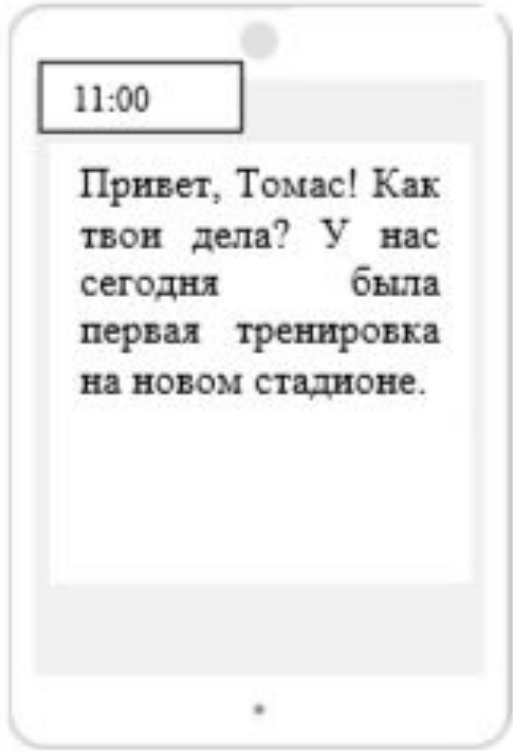 11:00
Привет, Томас! Как
твои дела? У нас
сегодня была
первая тренировка
на новом стадионе.